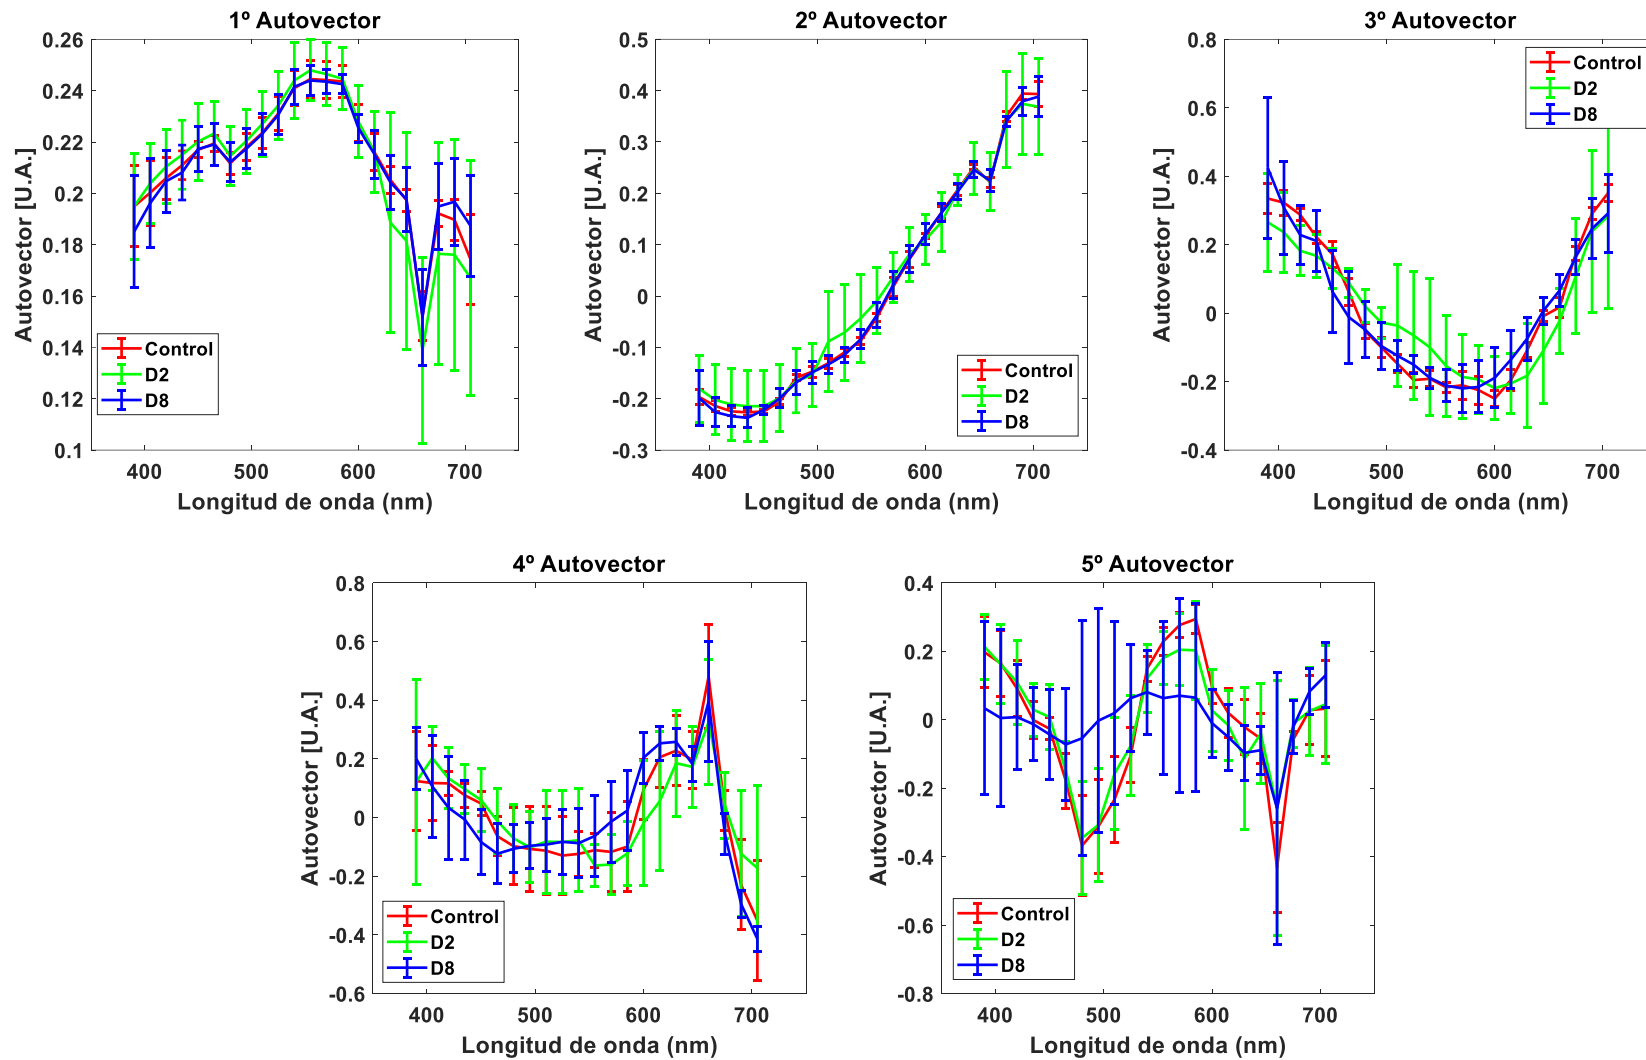 1º Autovector
0.26
0.24
0.22
0.2
0.18
0.16
0.14
0.12
0.1
400
500
600
700
Autovector [U.A.]
Longitud de onda (nm)
Control
D2
D8
2º Autovector
0.5
0.4
0.3
0.2
0.1
0
-0.1
-0.2
-0.3
400
500
600
700
Autovector [U.A.]
Longitud de onda (nm)
Control
D2
D8
3º Autovector
0.8
0.6
0.4
0.2
0
-0.2
-0.4
400
500
600
700
Autovector [U.A.]
Longitud de onda (nm)
Control
D2
D8
4º Autovector
0.8
0.6
0.4
0.2
0
-0.2
-0.4
-0.6
400
500
600
700
Autovector [U.A.]
Longitud de onda (nm)
Control
D2
D8
5º Autovector
0.4
0.2
0
-0.2
-0.4
-0.6
-0.8
400
500
600
700
Autovector [U.A.]
Longitud de onda (nm)
Control
D2
D8